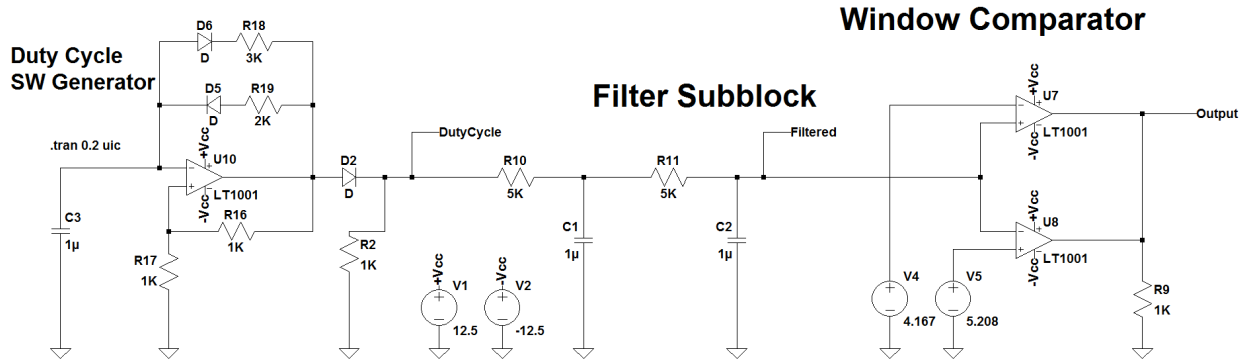 Window Comparator
Duty Cycle
SW Generator
Filter Subblock
D6
D
R18
3K
D5
D
R19
2K
.tran 0.2 uic
+Vcc
U10
LT1001
-Vcc
C3
1µ
R16
1K
R17
1K
D2
D
R2
1K
DutyCycle
R10
5K
R11
5K
Filtered
C1
1µ
C2
1µ
+Vcc
V1
12.5
-Vcc
V2
-12.5
+Vcc
U7
LT1001
-Vcc
Output
+Vcc
U8
LT1001
-Vcc
V4
4.167
V5
5.208
R9
1K